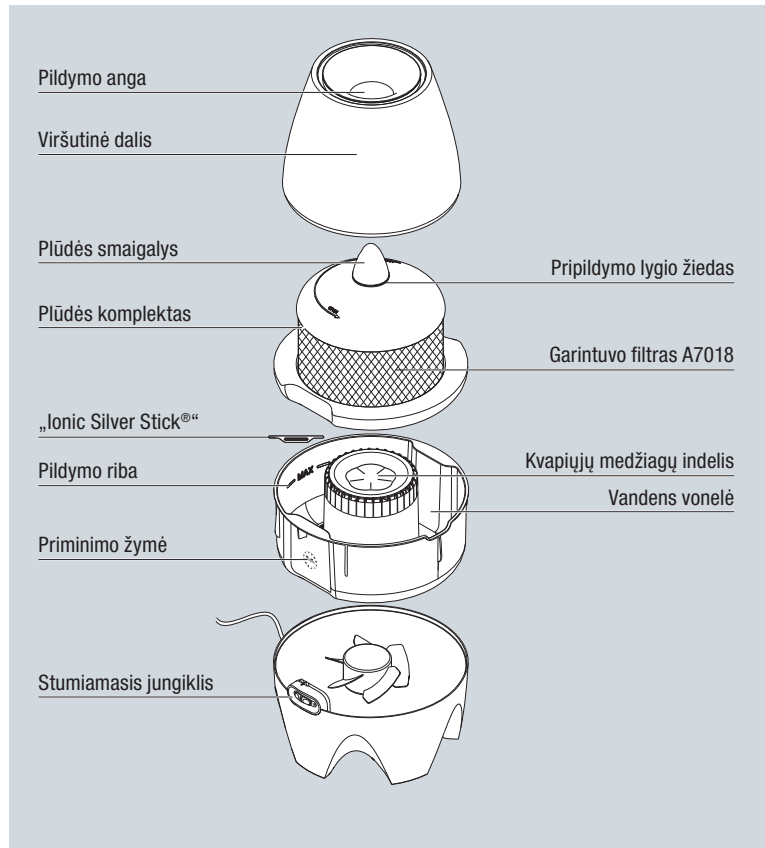 Pildymo anga
Viršutinė dalis
Plūdės smaigalys
Pripildymo lygio žiedas
Plūdės komplektas
Garintuvo filtras A7018
„Ionic Silver Stick®“
Kvapiųjų medžiagų indelis
Pildymo riba
MAX
Vandens vonelė
Priminimo žymė
Stumiamasis jungiklis